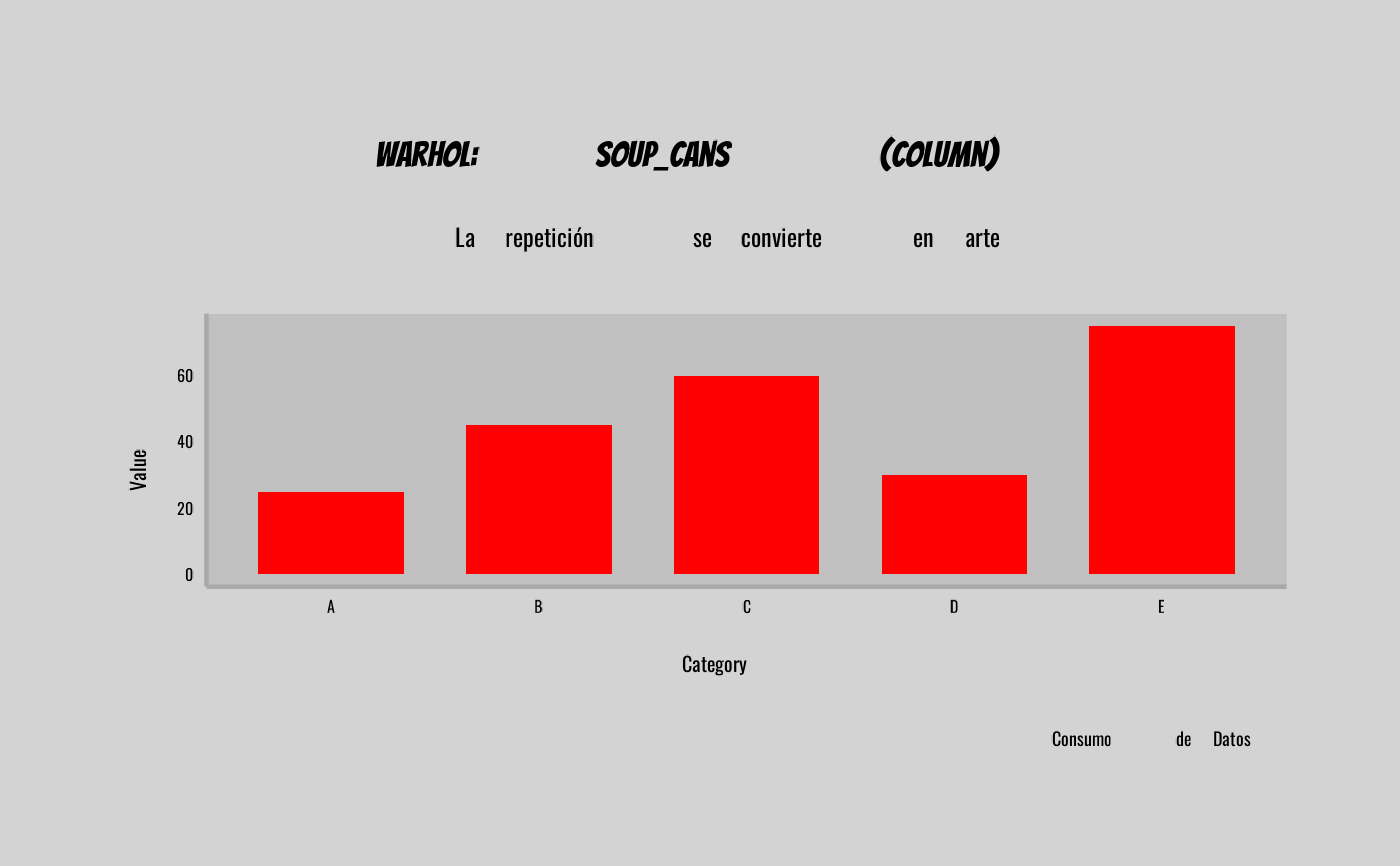 WARHOL: SOUP_CANS (COLUMN)
La repetición se convierte en arte
60
40
20
0
Value
A B C D E
Category
Consumo de Datos